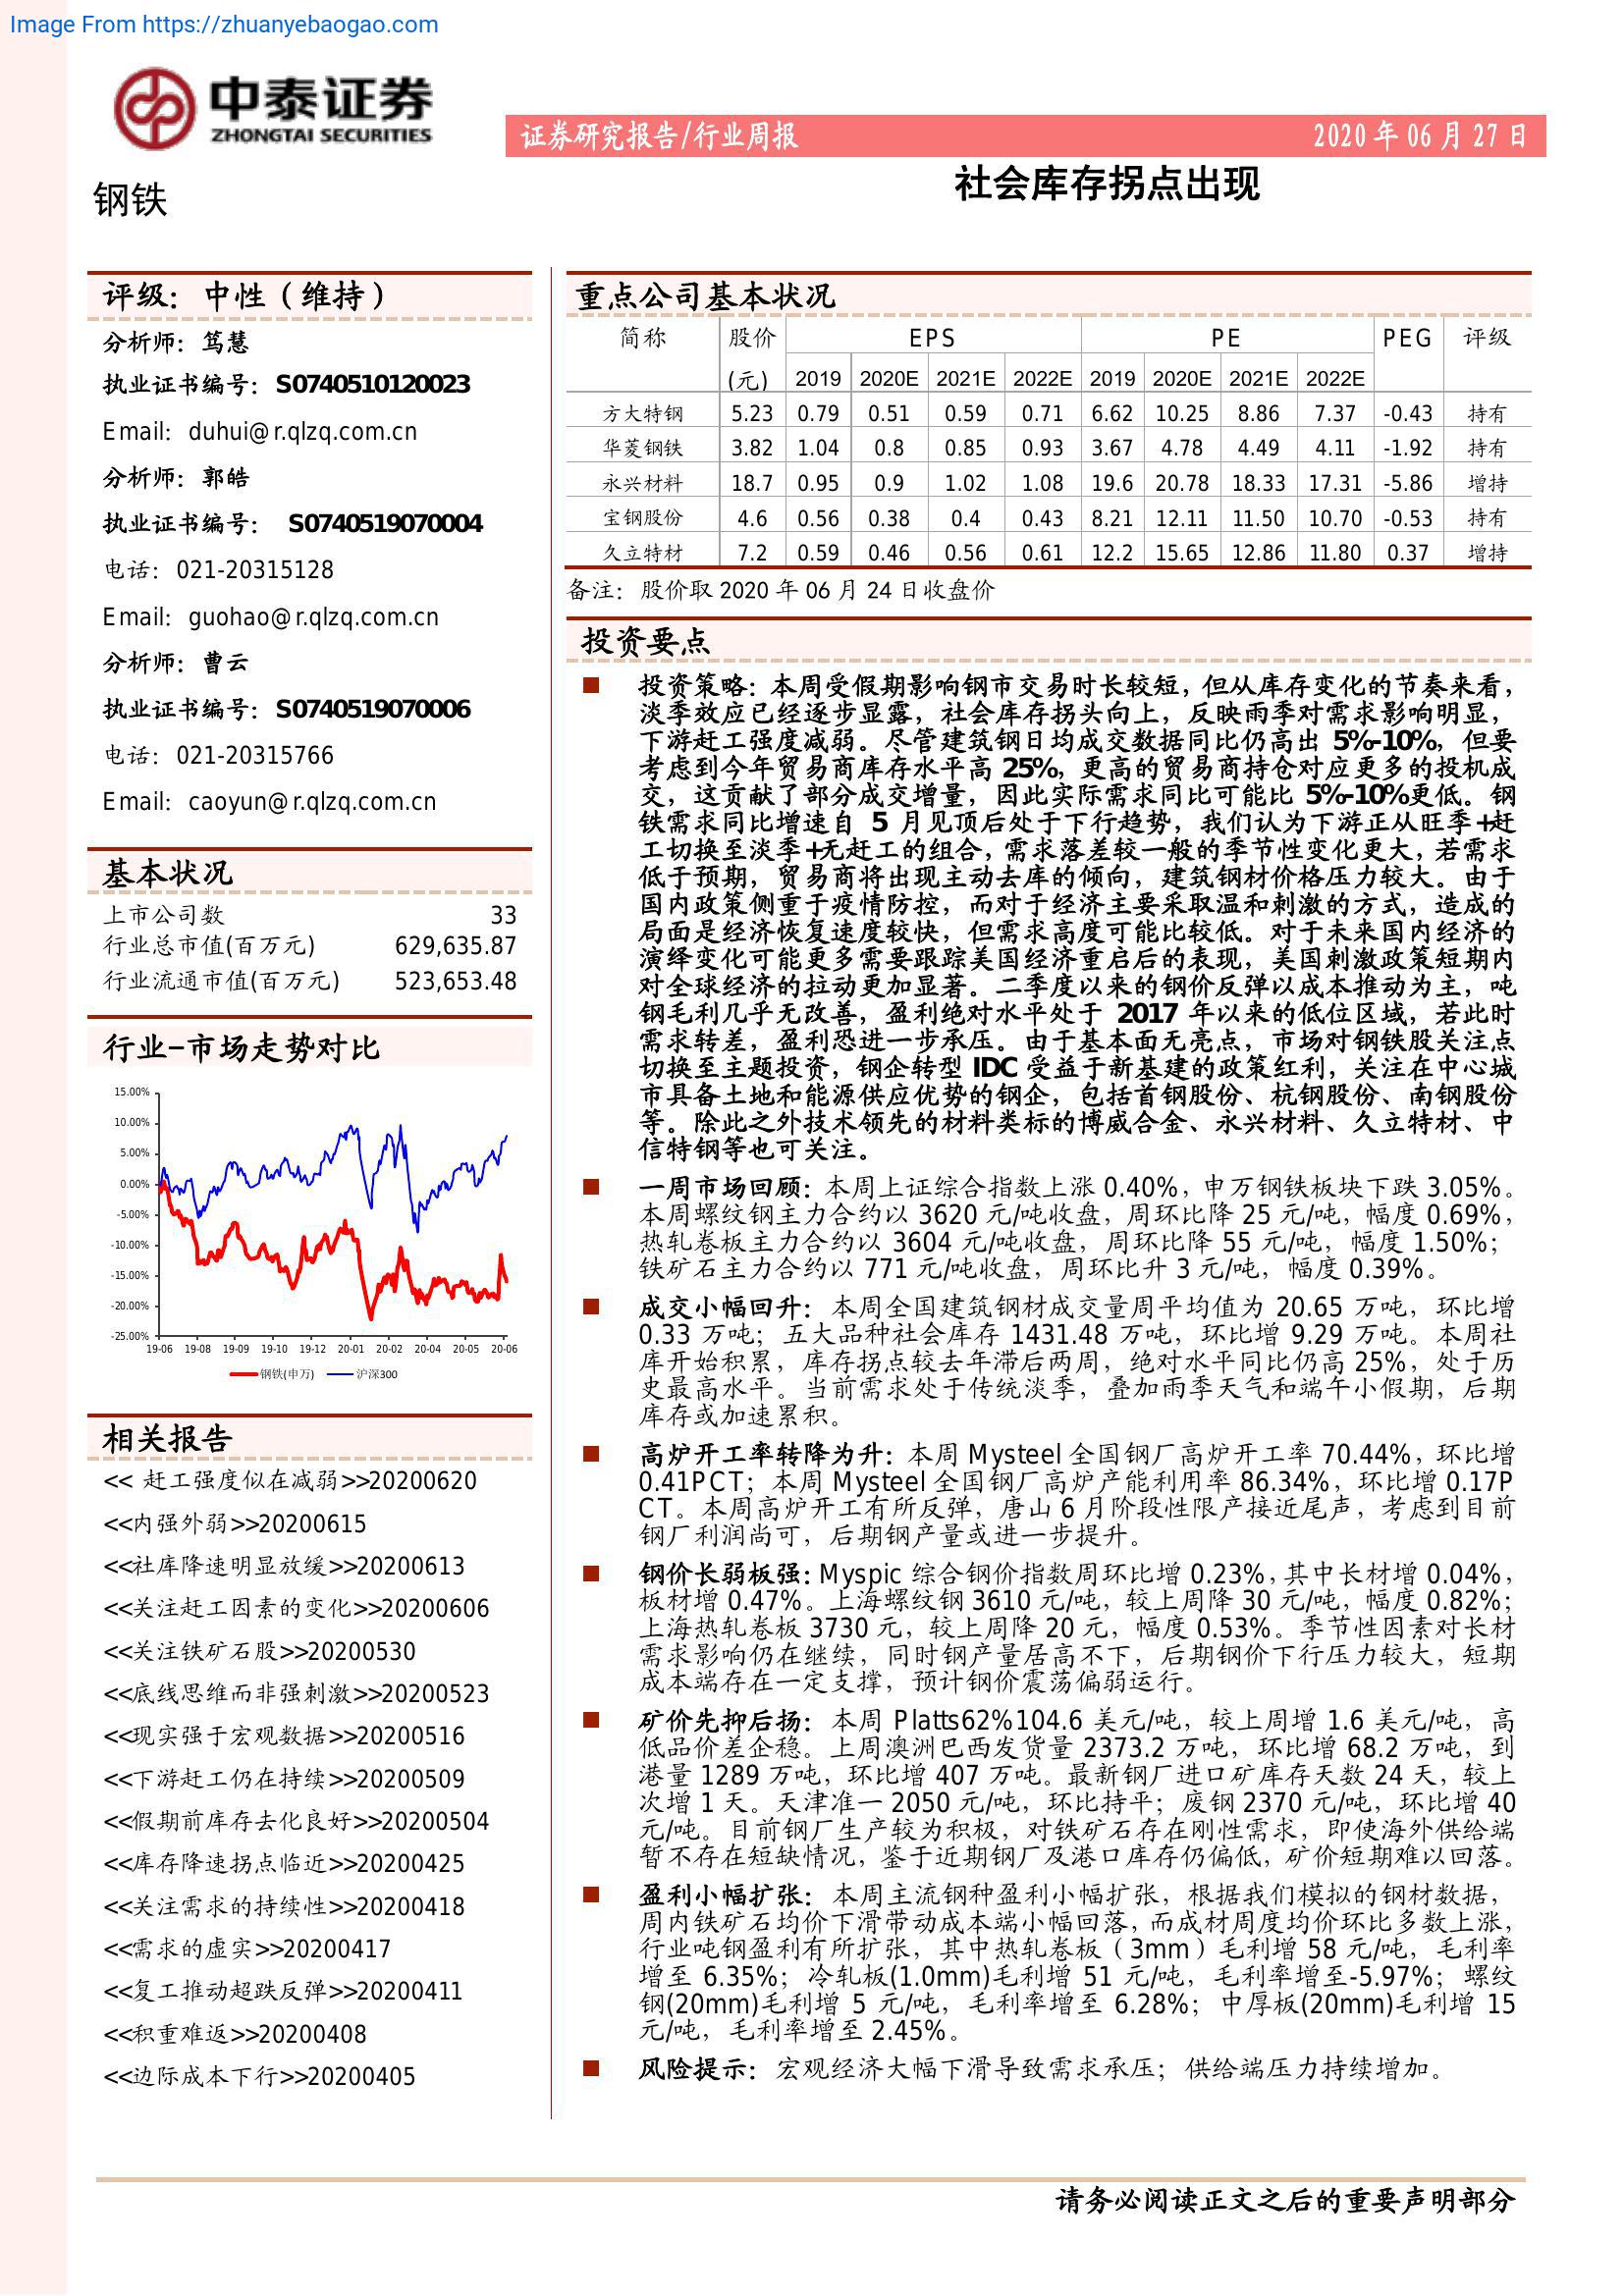 Image From https://zhuanyebaogao.com
中泰证券
ZHONGTAI SECURITIES
证券研究报告/行业周报 2020 年 06 月 27 日
钢铁
社会库存拐点出现
评级：中性（维持）
分析师：笃慧
执业证书编号：S0740510120023
Email：duhui@r.qlzq.com.cn
分析师：郭皓
执业证书编号： S0740519070004
电话：021-20315128
Email：guohao@r.qlzq.com.cn
分析师：曹云
执业证书编号：S0740519070006
电话：021-20315766
Email：caoyun@r.qlzq.com.cn
基本状况
上市公司数 33
行业总市值(百万元) 629,635.87
行业流通市值(百万元) 523,653.48
行业-市场走势对比
15.00%
10.00%
5.00%
0.00%
-5.00%
-10.00%
-15.00%
-20.00%
-25.00%
19-06 19-08 19-09 19-10 19-12 20-01 20-02 20-04 20-05 20-06
钢铁(申万) 沪深300
相关报告
<< 赶工强度似在减弱>>20200620
<<内强外弱>>20200615
<<社库降速明显放缓>>20200613
<<关注赶工因素的变化>>20200606
<<关注铁矿石股>>20200530
<<底线思维而非强刺激>>20200523
<<现实强于宏观数据>>20200516
<<下游赶工仍在持续>>20200509
<<假期前库存去化良好>>20200504
<<库存降速拐点临近>>20200425
<<关注需求的持续性>>20200418
<<需求的虚实>>20200417
<<复工推动超跌反弹>>20200411
<<积重难返>>20200408
<<边际成本下行>>20200405
重点公司基本状况
简称 股价 EPS PE PEG 评级
(元) 2019 2020E 2021E 2022E 2019 2020E 2021E 2022E
方大特钢 5.23 0.79 0.51 0.59 0.71 6.62 10.25 8.86 7.37 -0.43 持有
华菱钢铁 3.82 1.04 0.8 0.85 0.93 3.67 4.78 4.49 4.11 -1.92 持有
永兴材料 18.7 0.95 0.9 1.02 1.08 19.6 20.78 18.33 17.31 -5.86 增持
宝钢股份 4.6 0.56 0.38 0.4 0.43 8.21 12.11 11.50 10.70 -0.53 持有
久立特材 7.2 0.59 0.46 0.56 0.61 12.2 15.65 12.86 11.80 0.37 增持
备注：股价取 2020 年 06 月 24 日收盘价
投资要点
投资策略：本周受假期影响钢市交易时长较短，但从库存变化的节奏来看，
淡季效应已经逐步显露，社会库存拐头向上，反映雨季对需求影响明显，
下游赶工强度减弱。尽管建筑钢日均成交数据同比仍高出 5%-10%，但要
考虑到今年贸易商库存水平高 25%，更高的贸易商持仓对应更多的投机成
交，这贡献了部分成交增量，因此实际需求同比可能比 5%-10%更低。钢
铁需求同比增速自 5 月见顶后处于下行趋势，我们认为下游正从旺季+赶
工切换至淡季+无赶工的组合，需求落差较一般的季节性变化更大，若需求
低于预期，贸易商将出现主动去库的倾向，建筑钢材价格压力较大。由于
国内政策侧重于疫情防控，而对于经济主要采取温和刺激的方式，造成的
局面是经济恢复速度较快，但需求高度可能比较低。对于未来国内经济的
演绎变化可能更多需要跟踪美国经济重启后的表现，美国刺激政策短期内
对全球经济的拉动更加显著。二季度以来的钢价反弹以成本推动为主，吨
钢毛利几乎无改善，盈利绝对水平处于 2017 年以来的低位区域，若此时
需求转差，盈利恐进一步承压。由于基本面无亮点，市场对钢铁股关注点
切换至主题投资，钢企转型 IDC 受益于新基建的政策红利，关注在中心城
市具备土地和能源供应优势的钢企，包括首钢股份、杭钢股份、南钢股份
等。除此之外技术领先的材料类标的博威合金、永兴材料、久立特材、中
信特钢等也可关注。
一周市场回顾：本周上证综合指数上涨 0.40%，申万钢铁板块下跌 3.05%。
本周螺纹钢主力合约以 3620 元/吨收盘，周环比降 25 元/吨，幅度 0.69%，
热轧卷板主力合约以 3604 元/吨收盘，周环比降 55 元/吨，幅度 1.50%；
铁矿石主力合约以 771 元/吨收盘，周环比升 3 元/吨，幅度 0.39%。
成交小幅回升：本周全国建筑钢材成交量周平均值为 20.65 万吨，环比增
0.33 万吨；五大品种社会库存 1431.48 万吨，环比增 9.29 万吨。本周社
库开始积累，库存拐点较去年滞后两周，绝对水平同比仍高 25%，处于历
史最高水平。当前需求处于传统淡季，叠加雨季天气和端午小假期，后期
库存或加速累积。
高炉开工率转降为升：本周 Mysteel 全国钢厂高炉开工率 70.44%，环比增
0.41PCT；本周 Mysteel 全国钢厂高炉产能利用率 86.34%，环比增 0.17P
CT。本周高炉开工有所反弹，唐山 6 月阶段性限产接近尾声，考虑到目前
钢厂利润尚可，后期钢产量或进一步提升。
钢价长弱板强：Myspic 综合钢价指数周环比增 0.23%，其中长材增 0.04%，
板材增 0.47%。上海螺纹钢 3610 元/吨，较上周降 30 元/吨，幅度 0.82%；
上海热轧卷板 3730 元，较上周降 20 元，幅度 0.53%。季节性因素对长材
需求影响仍在继续，同时钢产量居高不下，后期钢价下行压力较大，短期
成本端存在一定支撑，预计钢价震荡偏弱运行。
矿价先抑后扬：本周 Platts62%104.6 美元/吨，较上周增 1.6 美元/吨，高
低品价差企稳。上周澳洲巴西发货量 2373.2 万吨，环比增 68.2 万吨，到
港量 1289 万吨，环比增 407 万吨。最新钢厂进口矿库存天数 24 天，较上
次增 1 天。天津准一 2050 元/吨，环比持平；废钢 2370 元/吨，环比增 40
元/吨。目前钢厂生产较为积极，对铁矿石存在刚性需求，即使海外供给端
暂不存在短缺情况，鉴于近期钢厂及港口库存仍偏低，矿价短期难以回落。
盈利小幅扩张：本周主流钢种盈利小幅扩张，根据我们模拟的钢材数据，
周内铁矿石均价下滑带动成本端小幅回落，而成材周度均价环比多数上涨，
行业吨钢盈利有所扩张，其中热轧卷板（3mm）毛利增 58 元/吨，毛利率
增至 6.35%；冷轧板(1.0mm)毛利增 51 元/吨，毛利率增至-5.97%；螺纹
钢(20mm)毛利增 5 元/吨，毛利率增至 6.28%；中厚板(20mm)毛利增 15
元/吨，毛利率增至 2.45%。
风险提示：宏观经济大幅下滑导致需求承压；供给端压力持续增加。
请务必阅读正文之后的重要声明部分